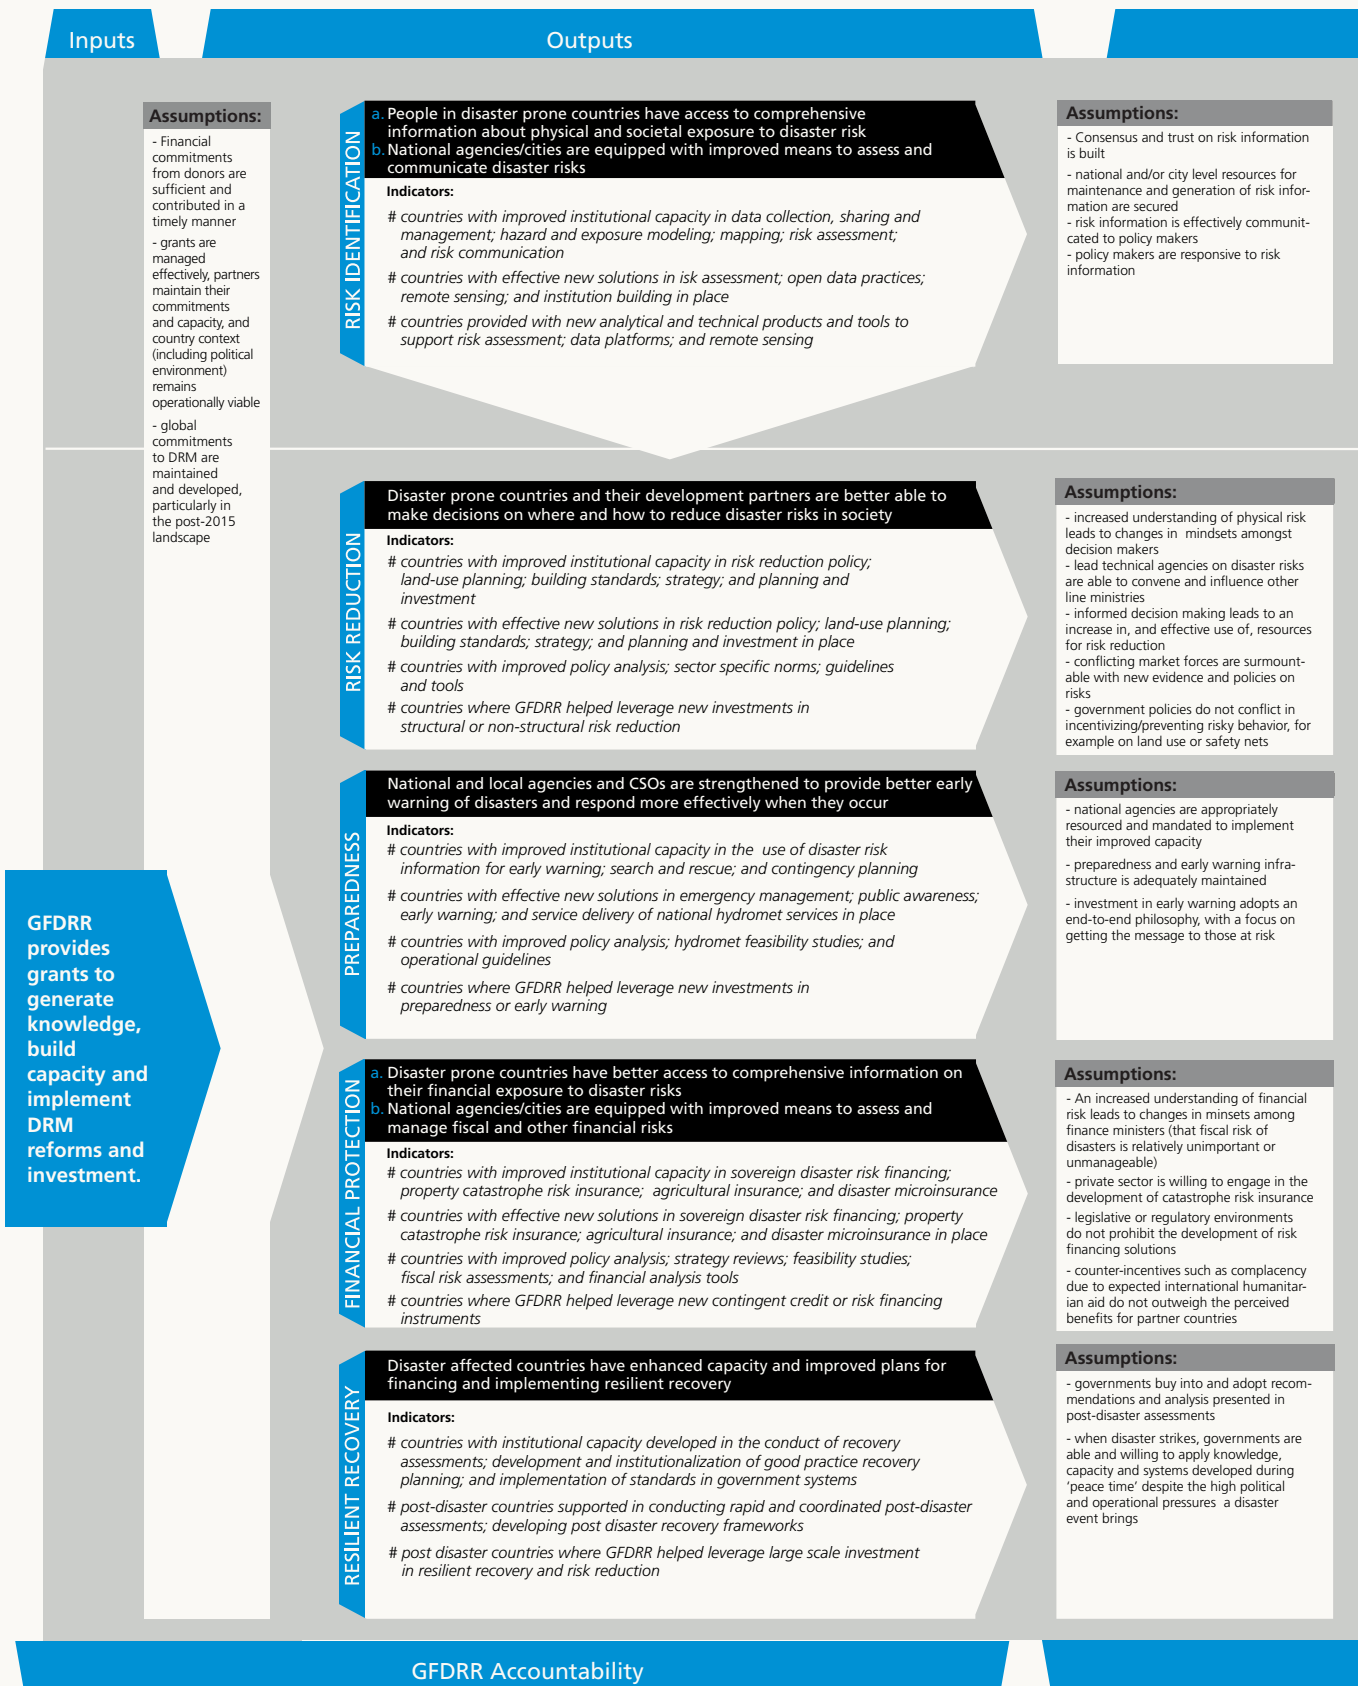 Inputs
Outputs
GFDRR
provides
grants to
generate
knowledge,
build
capacity and
implement
DRM
reforms and
investment.
Assumptions:
- Financial
commitments
from donors are
sufficient and
contributed in a
timely manner
- grants are
managed
effectively, partners
maintain their
commitments
and capacity, and
country context
(including political
environment)
remains
operationally viable
- global
commitments
to DRM are
maintained
and developed,
particularly in
the post-2015
landscape
RISK IDENTIFICATION
a. People in disaster prone countries have access to comprehensive
information about physical and societal exposure to disaster risk
b. National agencies/cities are equipped with improved means to assess and
communicate disaster risks
Indicators:
# countries with improved institutional capacity in data collection, sharing and
management; hazard and exposure modeling; mapping; risk assessment;
and risk communication
# countries with effective new solutions in isk assessment; open data practices;
remote sensing; and institution building in place
# countries provided with new analytical and technical products and tools to
support risk assessment; data platforms; and remote sensing
Assumptions:
- Consensus and trust on risk information
is built
- national and/or city level resources for
maintenance and generation of risk infor-
mation are secured
- risk information is effectively communit-
cated to policy makers
- policy makers are responsive to risk
information
RISK REDUCTION
Disaster prone countries and their development partners are better able to
make decisions on where and how to reduce disaster risks in society
Indicators:
# countries with improved institutional capacity in risk reduction policy;
land-use planning; building standards; strategy; and planning and
investment
# countries with effective new solutions in risk reduction policy; land-use planning;
building standards; strategy; and planning and investment in place
# countries with improved policy analysis; sector specific norms; guidelines
and tools
# countries where GFDRR helped leverage new investments in
structural or non-structural risk reduction
Assumptions:
- increased understanding of physical risk
leads to changes in mindsets amongst
decision makers
- lead technical agencies on disaster risks
are able to convene and influence other
line ministries
- informed decision making leads to an
increase in, and effective use of, resources
for risk reduction
- conflicting market forces are surmount-
able with new evidence and policies on
risks
- government policies do not conflict in
incentivizing/preventing risky behavior, for
example on land use or safety nets
PREPAREDNESS
National and local agencies and CSOs are strengthened to provide better early
warning of disasters and respond more effectively when they occur
Indicators:
# countries with improved institutional capacity in the use of disaster risk
information for early warning; search and rescue; and contingency planning
# countries with effective new solutions in emergency management; public awareness;
early warning; and service delivery of national hydromet services in place
# countries with improved policy analysis; hydromet feasibility studies; and
operational guidelines
# countries where GFDRR helped leverage new investments in
preparedness or early warning
Assumptions:
- national agencies are appropriately
resourced and mandated to implement
their improved capacity
- preparedness and early warning infra-
structure is adequately maintained
- investment in early warning adopts an
end-to-end philosophy, with a focus on
getting the message to those at risk
FINANCIAL PROTECTION
a. Disaster prone countries have better access to comprehensive information on
their financial exposure to disaster risks
b. National agencies/cities are equipped with improved means to assess and
manage fiscal and other financial risks
Indicators:
# countries with improved institutional capacity in sovereign disaster risk financing;
property catastrophe risk insurance; agricultural insurance; and disaster microinsurance
# countries with effective new solutions in sovereign disaster risk financing; property
catastrophe risk insurance; agricultural insurance; and disaster microinsurance in place
# countries with improved policy analysis; strategy reviews; feasibility studies;
fiscal risk assessments; and financial analysis tools
# countries where GFDRR helped leverage new contingent credit or risk financing
instruments
Assumptions:
- An increased understanding of financial
risk leads to changes in minsets among
finance ministers (that fiscal risk of
disasters is relatively unimportant or
unmanageable)
- private sector is willing to engage in the
development of catastrophe risk insurance
- legislative or regulatory environments
do not prohibit the development of risk
financing solutions
- counter-incentives such as complacency
due to expected international humanitar-
ian aid do not outweigh the perceived
benefits for partner countries
RESILIENT RECOVERY
Disaster affected countries have enhanced capacity and improved plans for
financing and implementing resilient recovery
Indicators:
# countries with institutional capacity developed in the conduct of recovery
assessments; development and institutionalization of good practice recovery
planning; and implementation of standards in government systems
# post-disaster countries supported in conducting rapid and coordinated post-disaster
assessments; developing post disaster recovery frameworks
# post disaster countries where GFDRR helped leverage large scale investment
in resilient recovery and risk reduction
Assumptions:
- governments buy into and adopt recom-
mendations and analysis presented in
post-disaster assessments
- when disaster strikes, governments are
able and willing to apply knowledge,
capacity and systems developed during
‘peace time’ despite the high political
and operational pressures a disaster
event brings
GFDRR Accountability